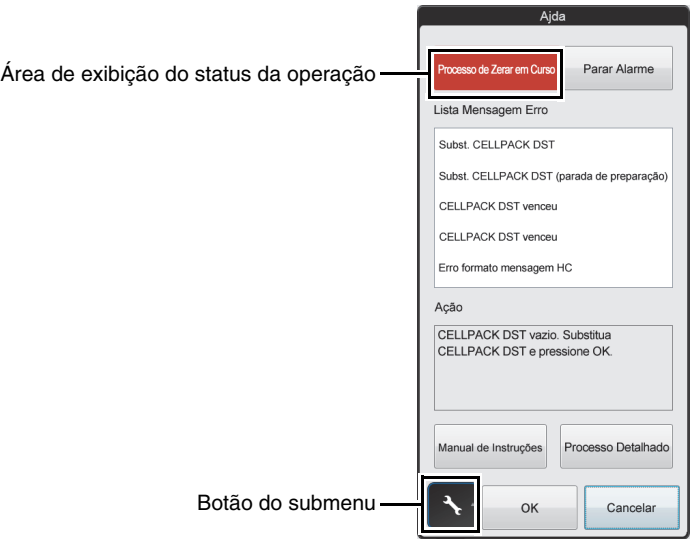 Ajda
Área de exibição do status da operação
Processo de Zerar em Curso
Parar Alarme
Lista Mensagem Erro
Subst. CELLPACK DST
Subst. CELLPACK DST (parada de preparação)
CELLPACK DST venceu
CELLPACK DST venceu
Erro formato mensagem HC
Ação
CELLPACK DST vazio. Substitua
CELLPACK DST e pressione OK.
Manual de Instruções
Processo Detalhado
Botão do submenu
OK
Cancelar